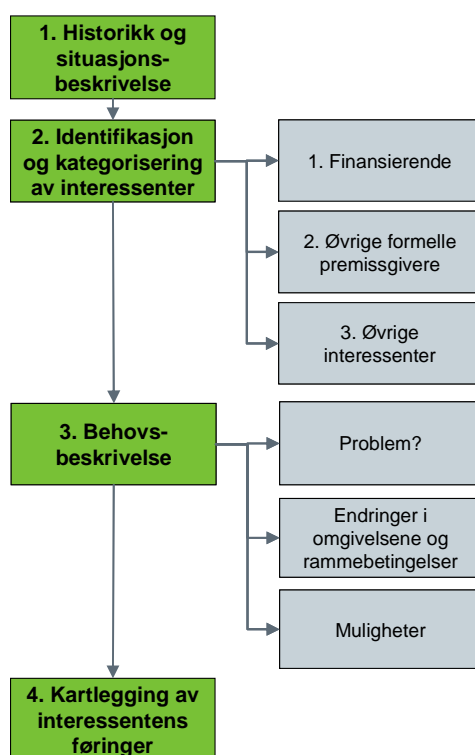 1. Historikk og
situasjons-
beskrivelse
2. Identifikasjon
og kategorisering
av interessenter
1. Finansierende
2. Øvrige formelle
premissgivere
3. Øvrige
interessenter
3. Behovs-
beskrivelse
Problem?
Endringer i
omgivelsene og
rammebetingelser
Muligheter
4. Kartlegging av
interessentens
føringer